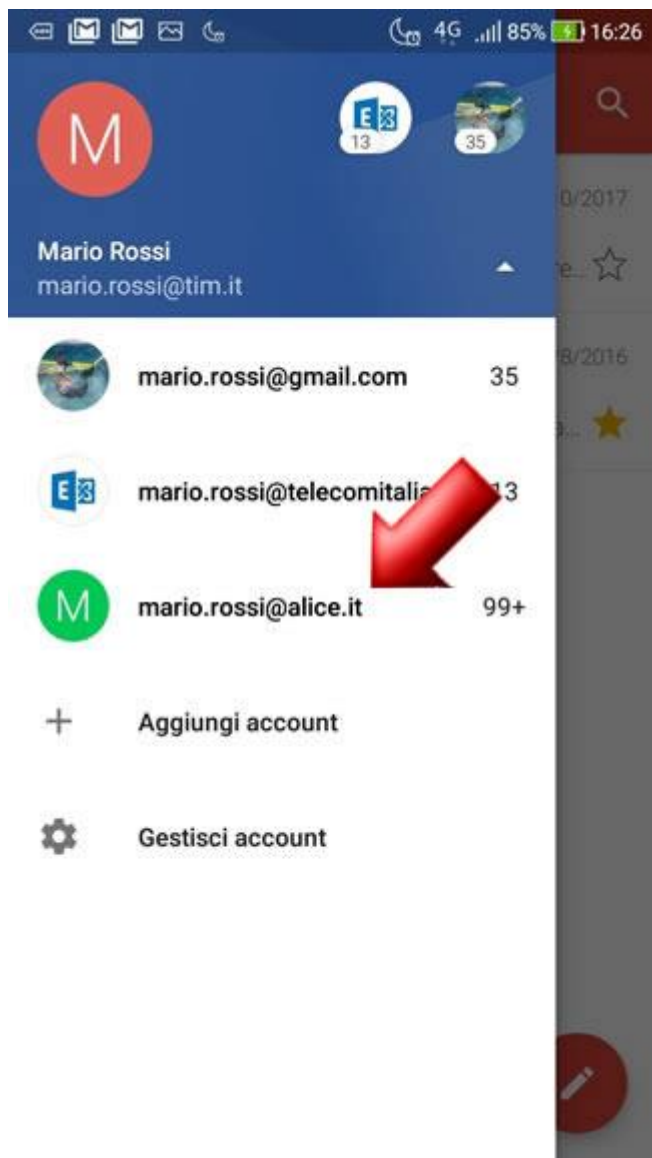 4G 85% 16:26
M
E
13
35
Mario Rossi
mario.rossi@tim.it
0/2017
e...
mario.rossi@gmail.com 35
8/2016
E mario.rossi@telecomitalia 13
M mario.rossi@alice.it 99+
Aggiungi account
Gestisci account